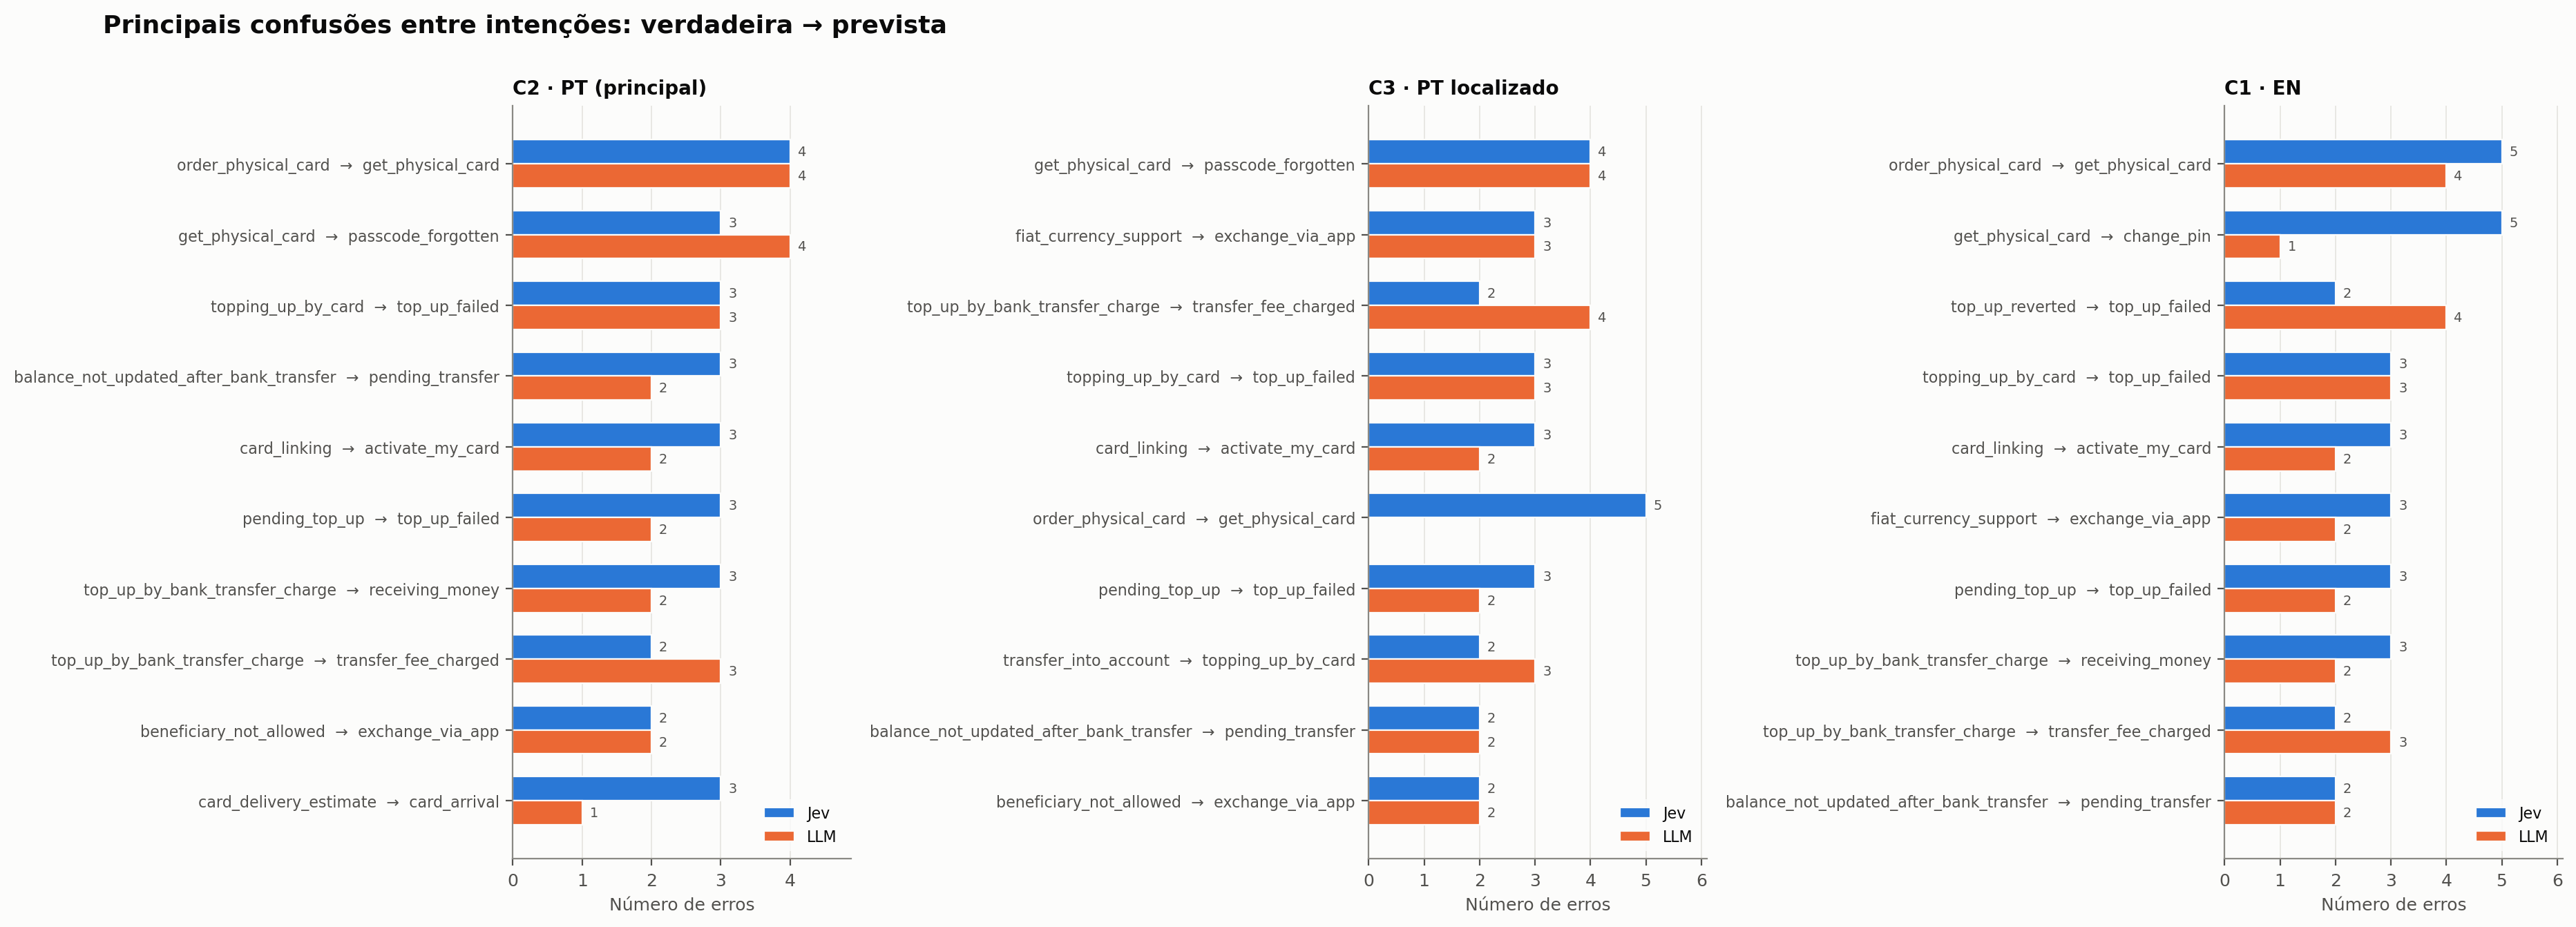 Principais confusões entre intenções: verdadeira → prevista
C2 · PT (principal)
order_physical_card → get_physical_card
4
4
get_physical_card → passcode_forgotten
3
4
topping_up_by_card → top_up_failed
3
3
balance_not_updated_after_bank_transfer → pending_transfer
3
2
card_linking → activate_my_card
3
2
pending_top_up → top_up_failed
3
2
top_up_by_bank_transfer_charge → receiving_money
3
2
top_up_by_bank_transfer_charge → transfer_fee_charged
2
3
beneficiary_not_allowed → exchange_via_app
2
2
card_delivery_estimate → card_arrival
3
1
Jev
LLM
0 1 2 3 4
Número de erros
C3 · PT localizado
get_physical_card → passcode_forgotten
4
4
fiat_currency_support → exchange_via_app
3
3
top_up_by_bank_transfer_charge → transfer_fee_charged
2
4
topping_up_by_card → top_up_failed
3
3
card_linking → activate_my_card
3
2
order_physical_card → get_physical_card
5
pending_top_up → top_up_failed
3
2
transfer_into_account → topping_up_by_card
2
3
balance_not_updated_after_bank_transfer → pending_transfer
2
2
beneficiary_not_allowed → exchange_via_app
2
2
Jev
LLM
0 1 2 3 4 5 6
Número de erros
C1 · EN
order_physical_card → get_physical_card
5
4
get_physical_card → change_pin
5
1
top_up_reverted → top_up_failed
2
4
topping_up_by_card → top_up_failed
3
3
card_linking → activate_my_card
3
2
fiat_currency_support → exchange_via_app
3
2
pending_top_up → top_up_failed
3
2
top_up_by_bank_transfer_charge → receiving_money
3
2
top_up_by_bank_transfer_charge → transfer_fee_charged
2
3
balance_not_updated_after_bank_transfer → pending_transfer
2
2
Jev
LLM
0 1 2 3 4 5 6
Número de erros